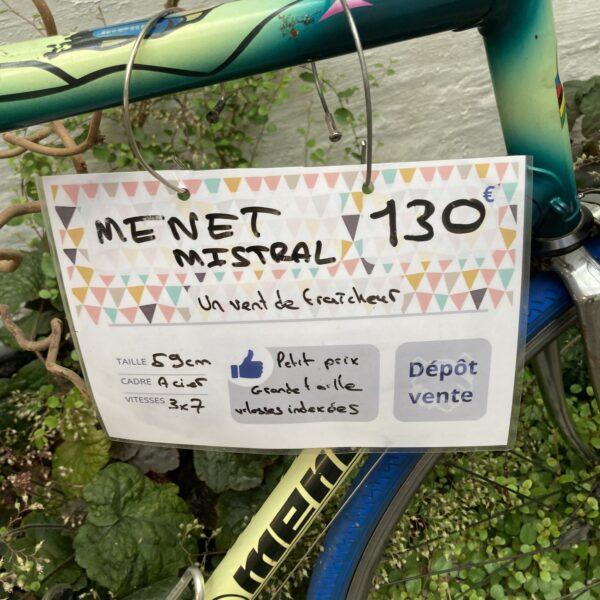 MENET
MISTRAL
130€
Un vent de fraîcheur
TAILLE 59cm
CADRE Acier
VITESSES 3x7
Petit prix
Grande taille
vitesses indexées
Dépôt
vente
men